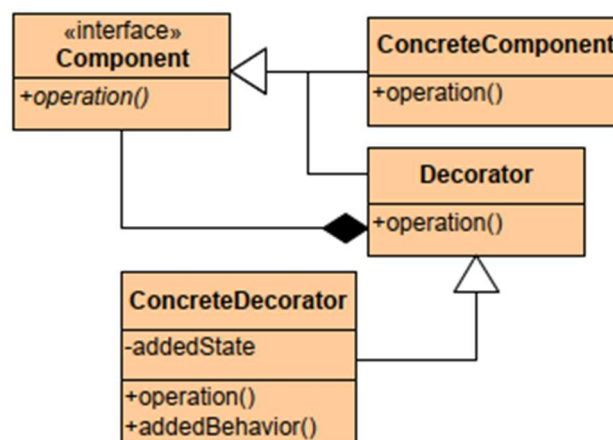 «interface»
Component
+operation()
ConcreteComponent
+operation()
Decorator
+operation()
ConcreteDecorator
-addedState
+operation()
+addedBehavior()